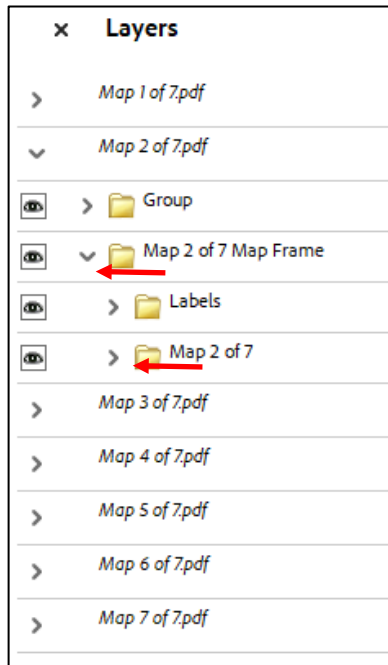 Layers
Map 1 of 7.pdf
Map 2 of 7.pdf
Group
Map 2 of 7 Map Frame
Labels
Map 2 of 7
Map 3 of 7.pdf
Map 4 of 7.pdf
Map 5 of 7.pdf
Map 6 of 7.pdf
Map 7 of 7.pdf